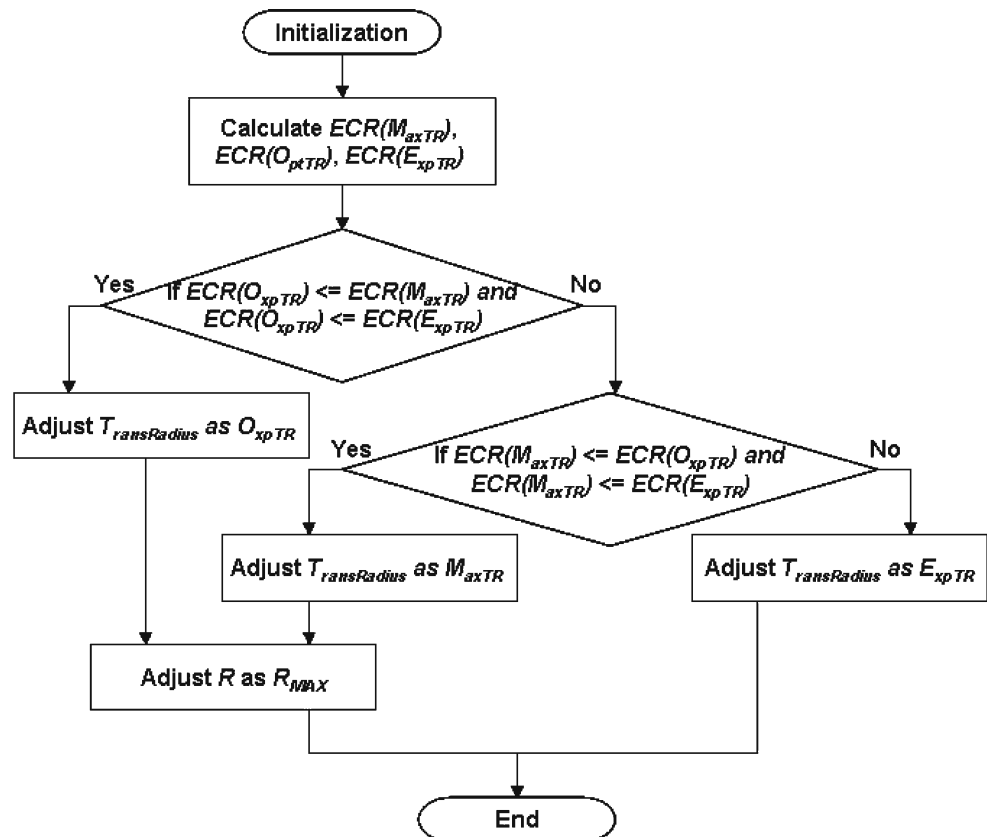 Initialization
Calculate ECR(MaxTR),
ECR(OptTR), ECR(ExpTR)
Yes
If ECR(OxpTR) <= ECR(MaxTR) and
ECR(OxpTR) <= ECR(ExpTR)
No
Adjust TransRadius as OxpTR
Yes
If ECR(MaxTR) <= ECR(OxpTR) and
ECR(MaxTR) <= ECR(ExpTR)
No
Adjust TransRadius as MaxTR
Adjust TransRadius as ExpTR
Adjust R as RMAX
End